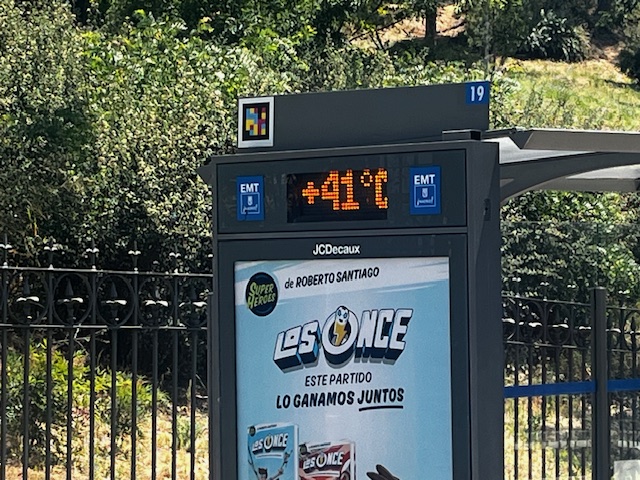 19
EMT
+41°C
EMT
JCDecaux
SUPER HÉROES
de ROBERTO SANTIAGO
LOS ONCE
ESTE PARTIDO
LO GANAMOS JUNTOS
LOS ONCE
LOS ONCE